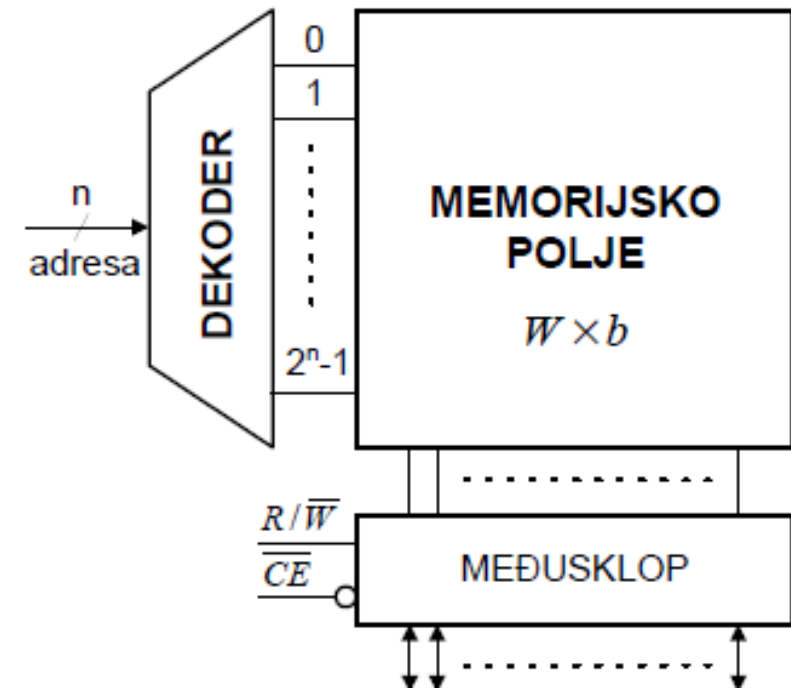 0
1
n
adresa
DEKODER
2ⁿ-1
MEMORIJSKO
POLJE
W × b
R / W̅
C̅E̅
MEĐUSKLOP